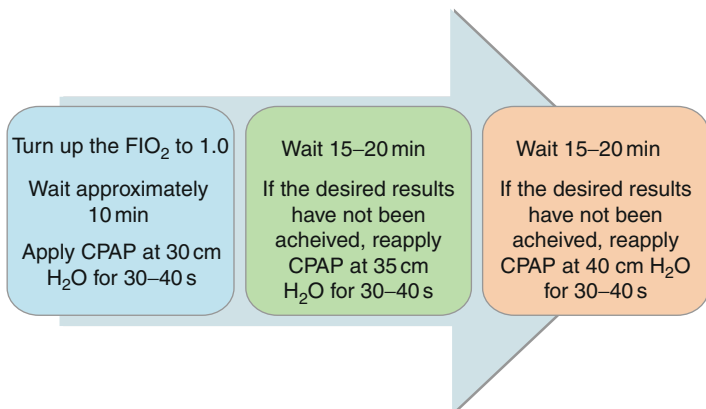 Turn up the FIO₂ to 1.0
Wait approximately
10 min
Apply CPAP at 30 cm
H₂O for 30–40 s
Wait 15–20 min
If the desired results
have not been
acheived, reapply
CPAP at 35 cm
H₂O for 30–40 s
Wait 15–20 min
If the desired results
have not been
acheived, reapply
CPAP at 40 cm H₂O
for 30–40 s